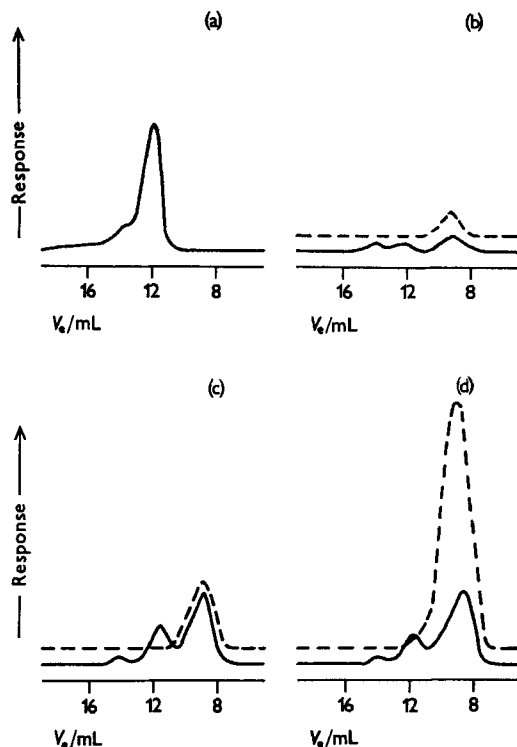 (a)
(b)
Response
16 12 8
16 12 8
Ve/mL
Ve/mL
(c)
(d)
Response
16 12 8
16 12 8
Ve/mL
Ve/mL